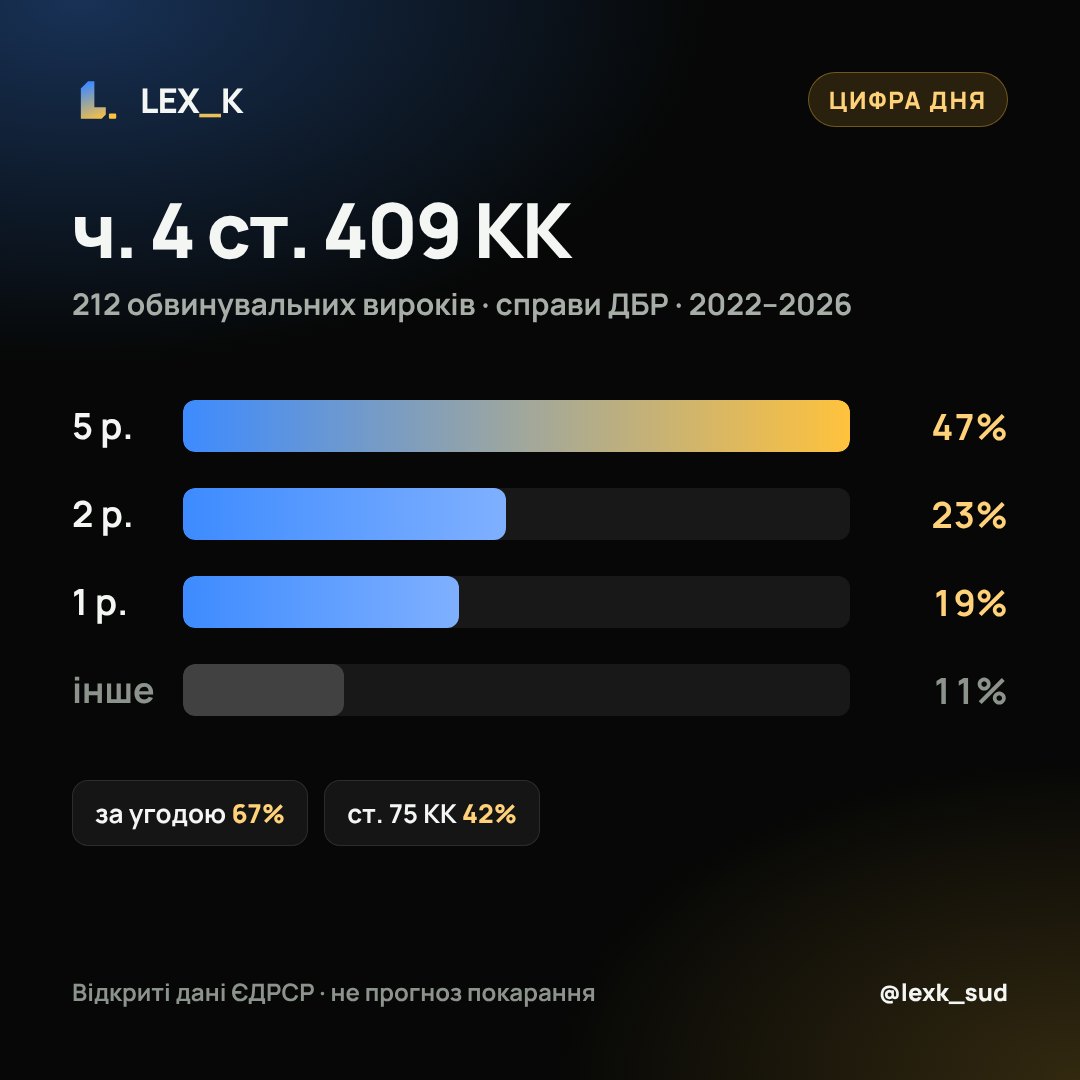 LEX_K
ЦИФРА ДНЯ
ч. 4 ст. 409 КК
212 обвинувальних вироків · справи ДБР · 2022–2026
5 р. 47%
2 р. 23%
1 р. 19%
інше 11%
за угодою 67%
ст. 75 КК 42%
Відкриті дані ЄДРСР · не прогноз покарання
@lexk_sud